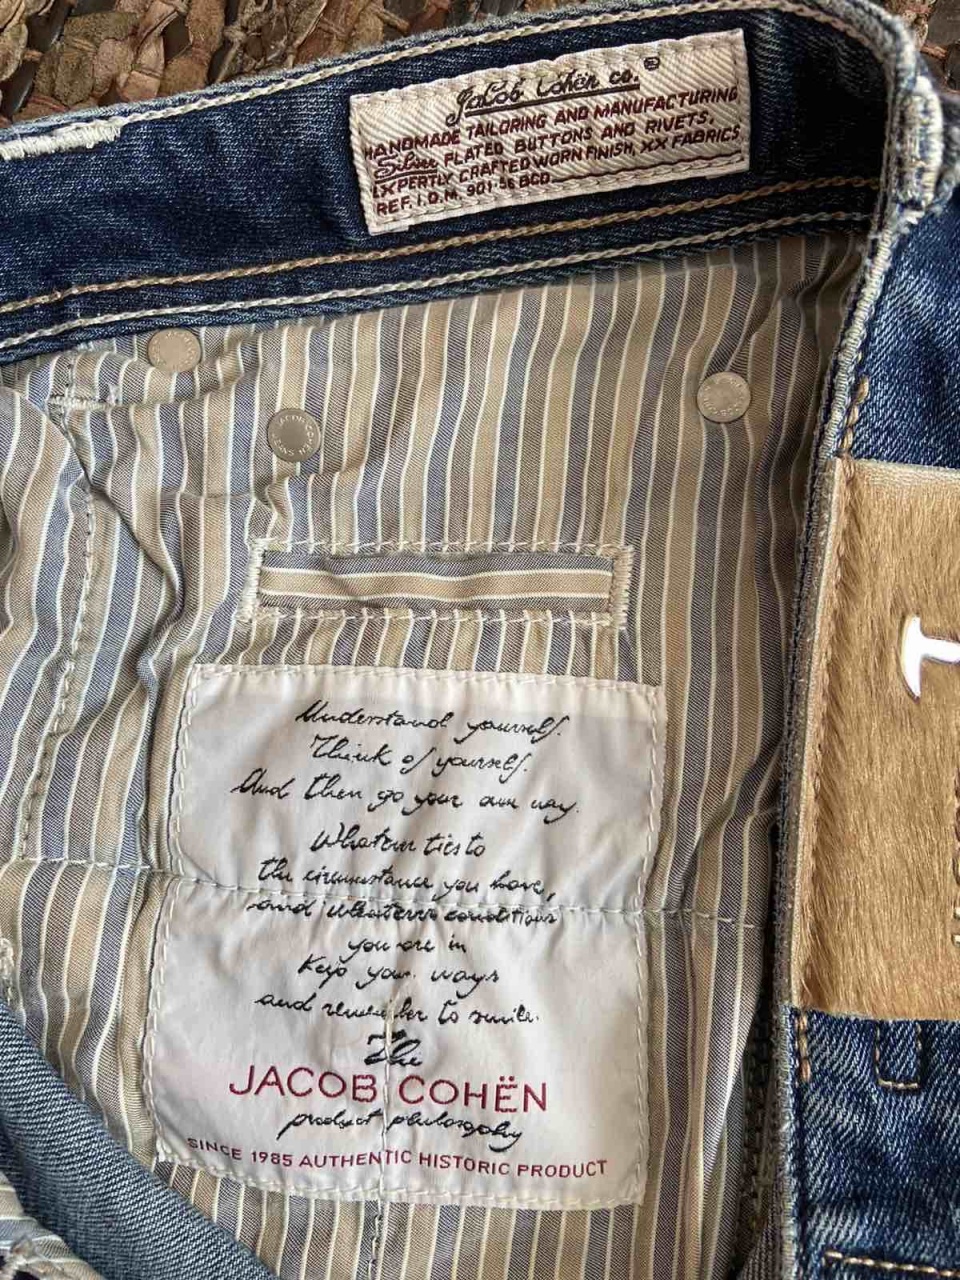 Jacob Cohën co.®
HANDMADE TAILORING AND MANUFACTURING
Silver PLATED BUTTONS AND RIVETS.
EXPERTLY CRAFTED WORN FINISH, XX FABRICS
REF. I.D.M. 901-56 BCD
Understand yourself.
Think of yourself.
And then go your own way.
Whatever ties to
the circumstance you have,
and whatever conditions
you are in
Keep your ways
and remember to smile.
The
JACOB COHËN
product philosophy
SINCE 1985 AUTHENTIC HISTORIC PRODUCT